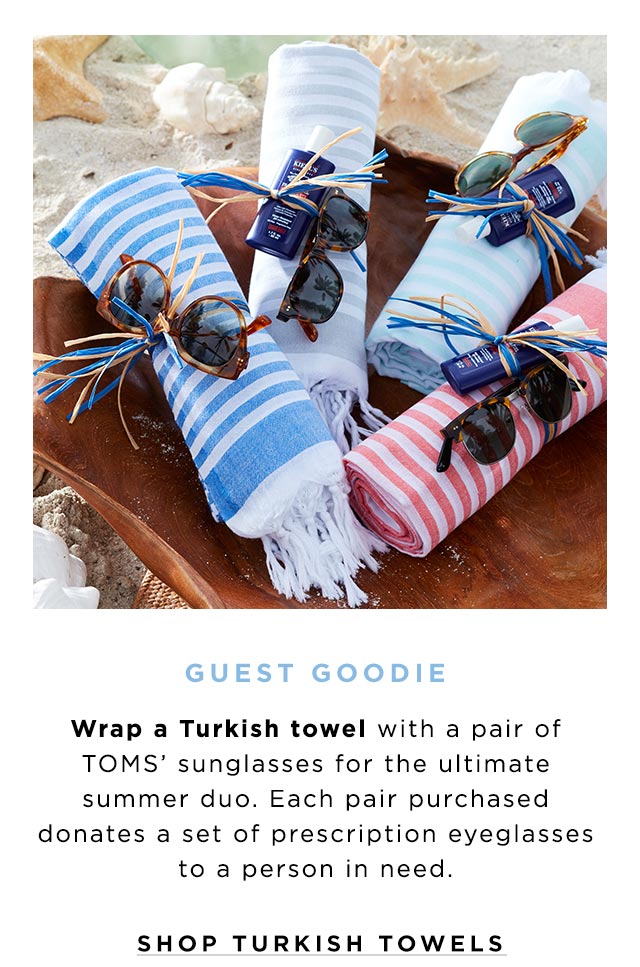 KIEHL'S
GUEST GOODIE
Wrap a Turkish towel with a pair of
TOMS’ sunglasses for the ultimate
summer duo. Each pair purchased
donates a set of prescription eyeglasses
to a person in need.
SHOP TURKISH TOWELS